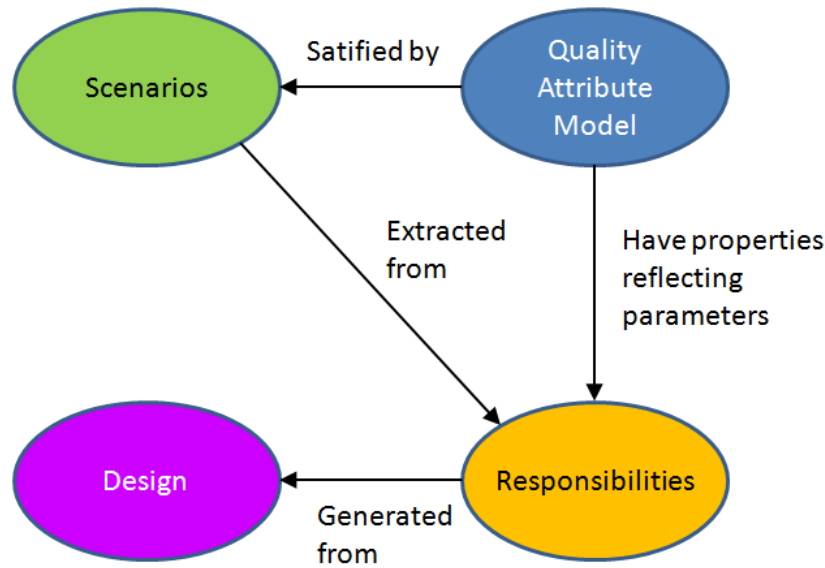 Satified by
Scenarios
Quality
Attribute
Model
Extracted
from
Have properties
reflecting
parameters
Design
Responsibilities
Generated
from